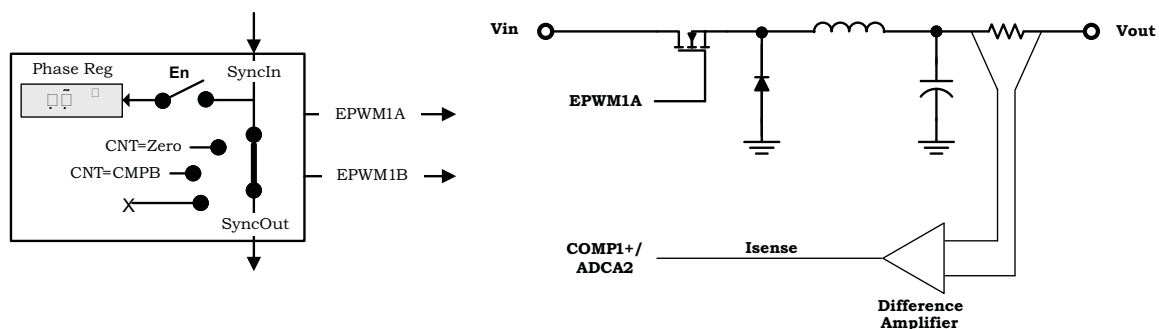 Phase Reg
En
SyncIn
CNT=Zero
CNT=CMPB
X
SyncOut
EPWM1A
EPWM1B
Vin
Vout
EPWM1A
COMP1+/
ADCA2
Isense
Difference
Amplifier